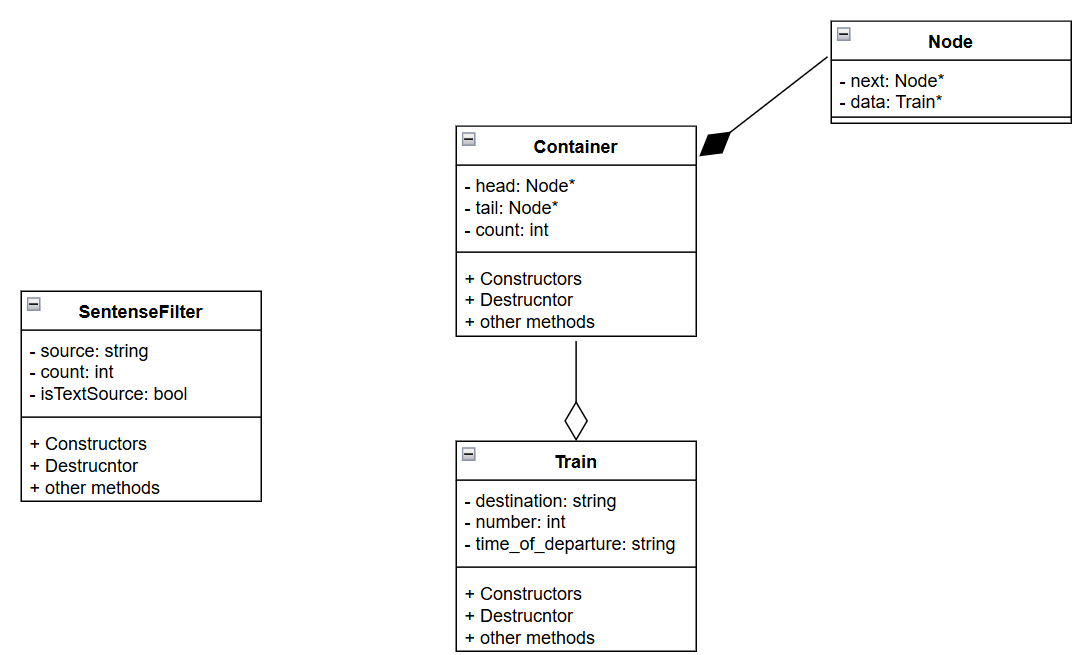 Node
- next: Node*
- data: Train*
Container
- head: Node*
- tail: Node*
- count: int
+ Constructors
+ Destrucntor
+ other methods
SentenseFilter
- source: string
- count: int
- isTextSource: bool
+ Constructors
+ Destrucntor
+ other methods
Train
- destination: string
- number: int
- time_of_departure: string
+ Constructors
+ Destrucntor
+ other methods